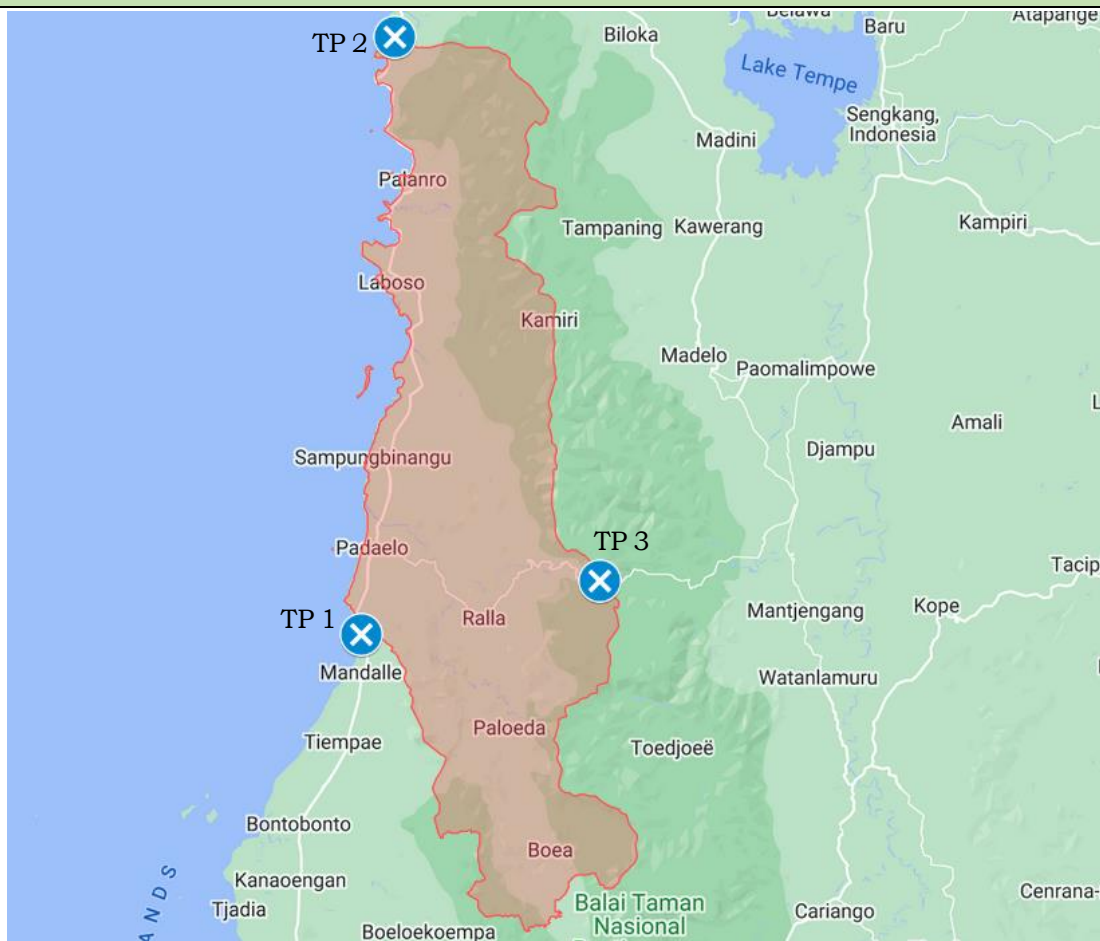 Belawa
Atapange
Biloka
Baru
TP 2
Lake Tempe
Sengkang,
Indonesia
Madini
Palanro
Tampaning
Kawerang
Kampiri
Laboso
Kamiri
Madelo
Paomalimpowe
Amali
Djampu
Sampungbinangu
Padaelo
TP 3
Tacip
TP 1
Ralla
Mantjengang
Kope
Mandalle
Watanlamuru
Paloeda
Tiempae
Toedjoeë
Bontobonto
Boea
Kanaoengan
Tjadia
Balai Taman
Nasional
Cenrana-
Cariango
Boeloekoempa
ANDS